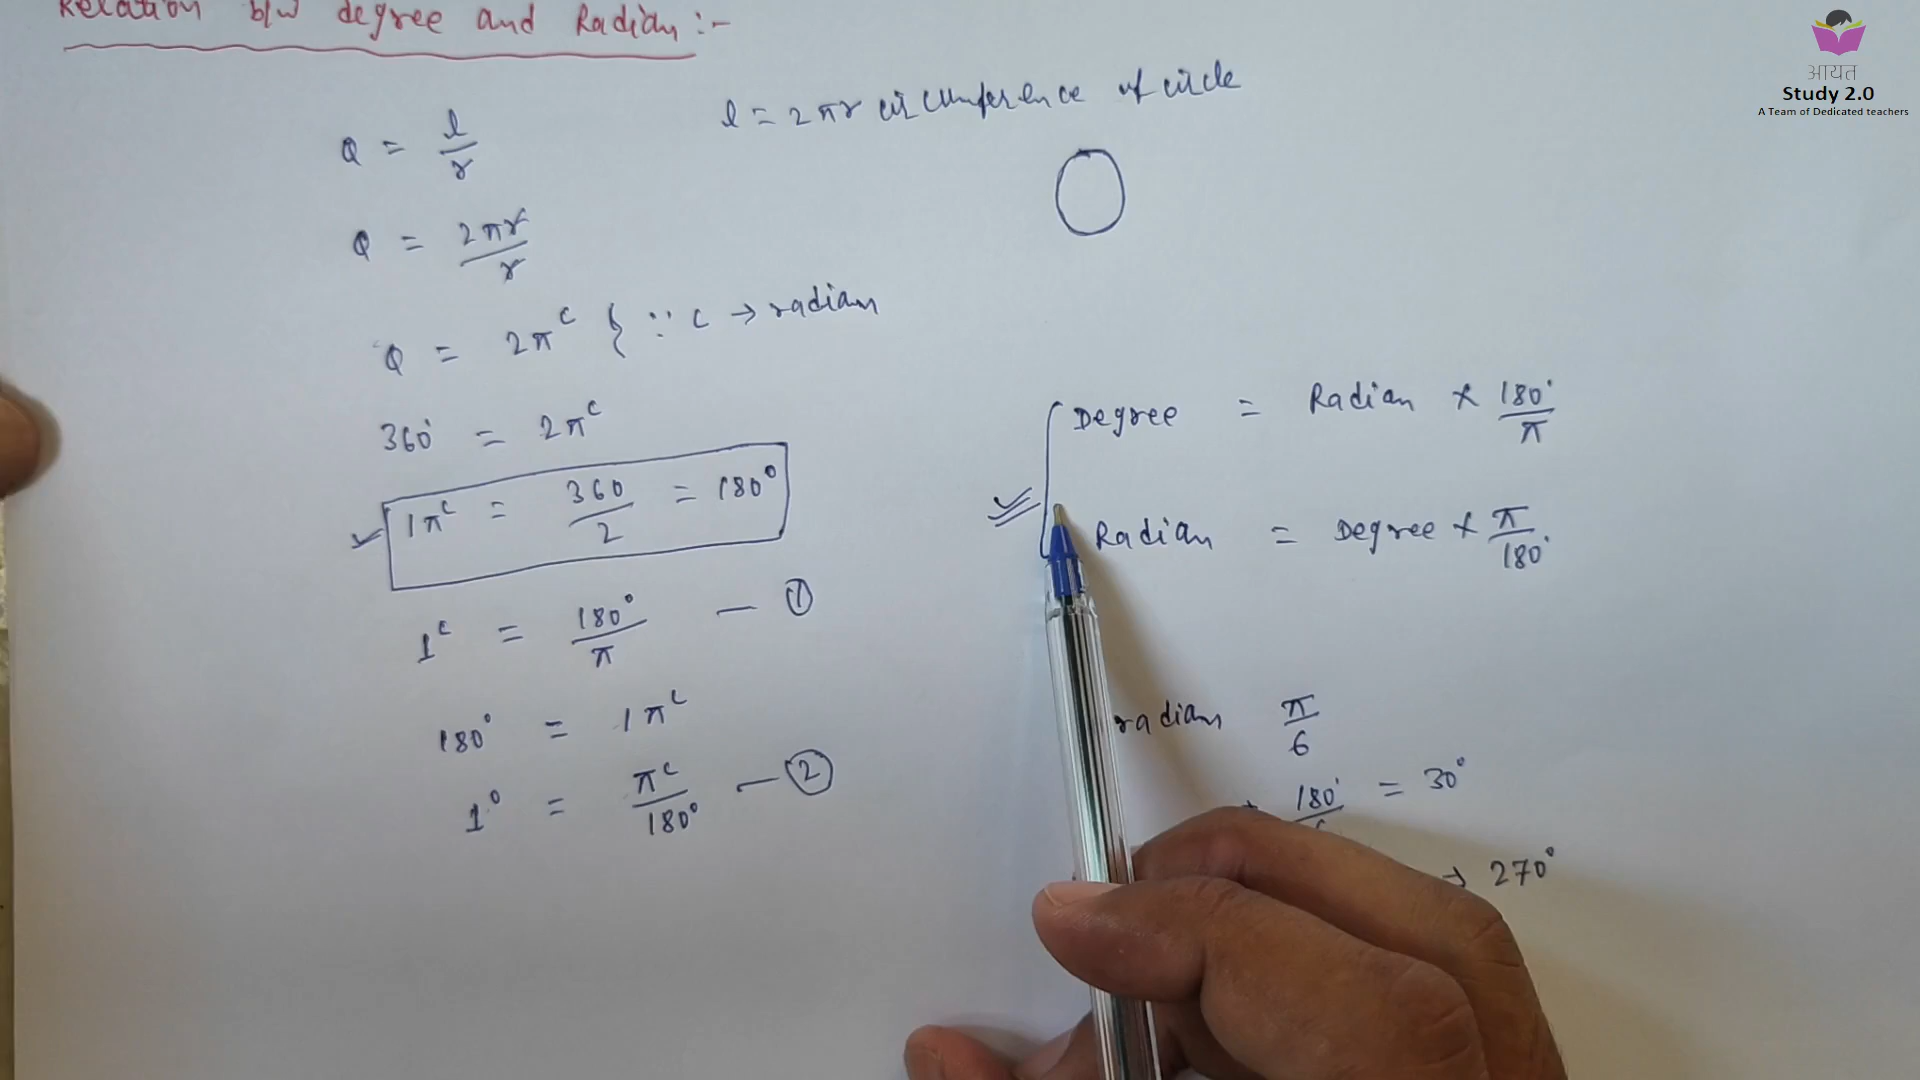 Relation b/w degree and Radian :-
Q = l/r
l = 2πr circumference of circle
Q = 2πr/r
Q = 2π^c { ∵ c → radian
360° = 2π^c
1π^c = 360/2 = 180°
1^c = 180°/π — ①
180° = 1π^c
1° = π^c/180° — ②
Degree = Radian × 180°/π
Radian = Degree × π/180°
radian π/6
180°/6 = 30°
→ 270°
आयत
Study 2.0
A Team of Dedicated teachers